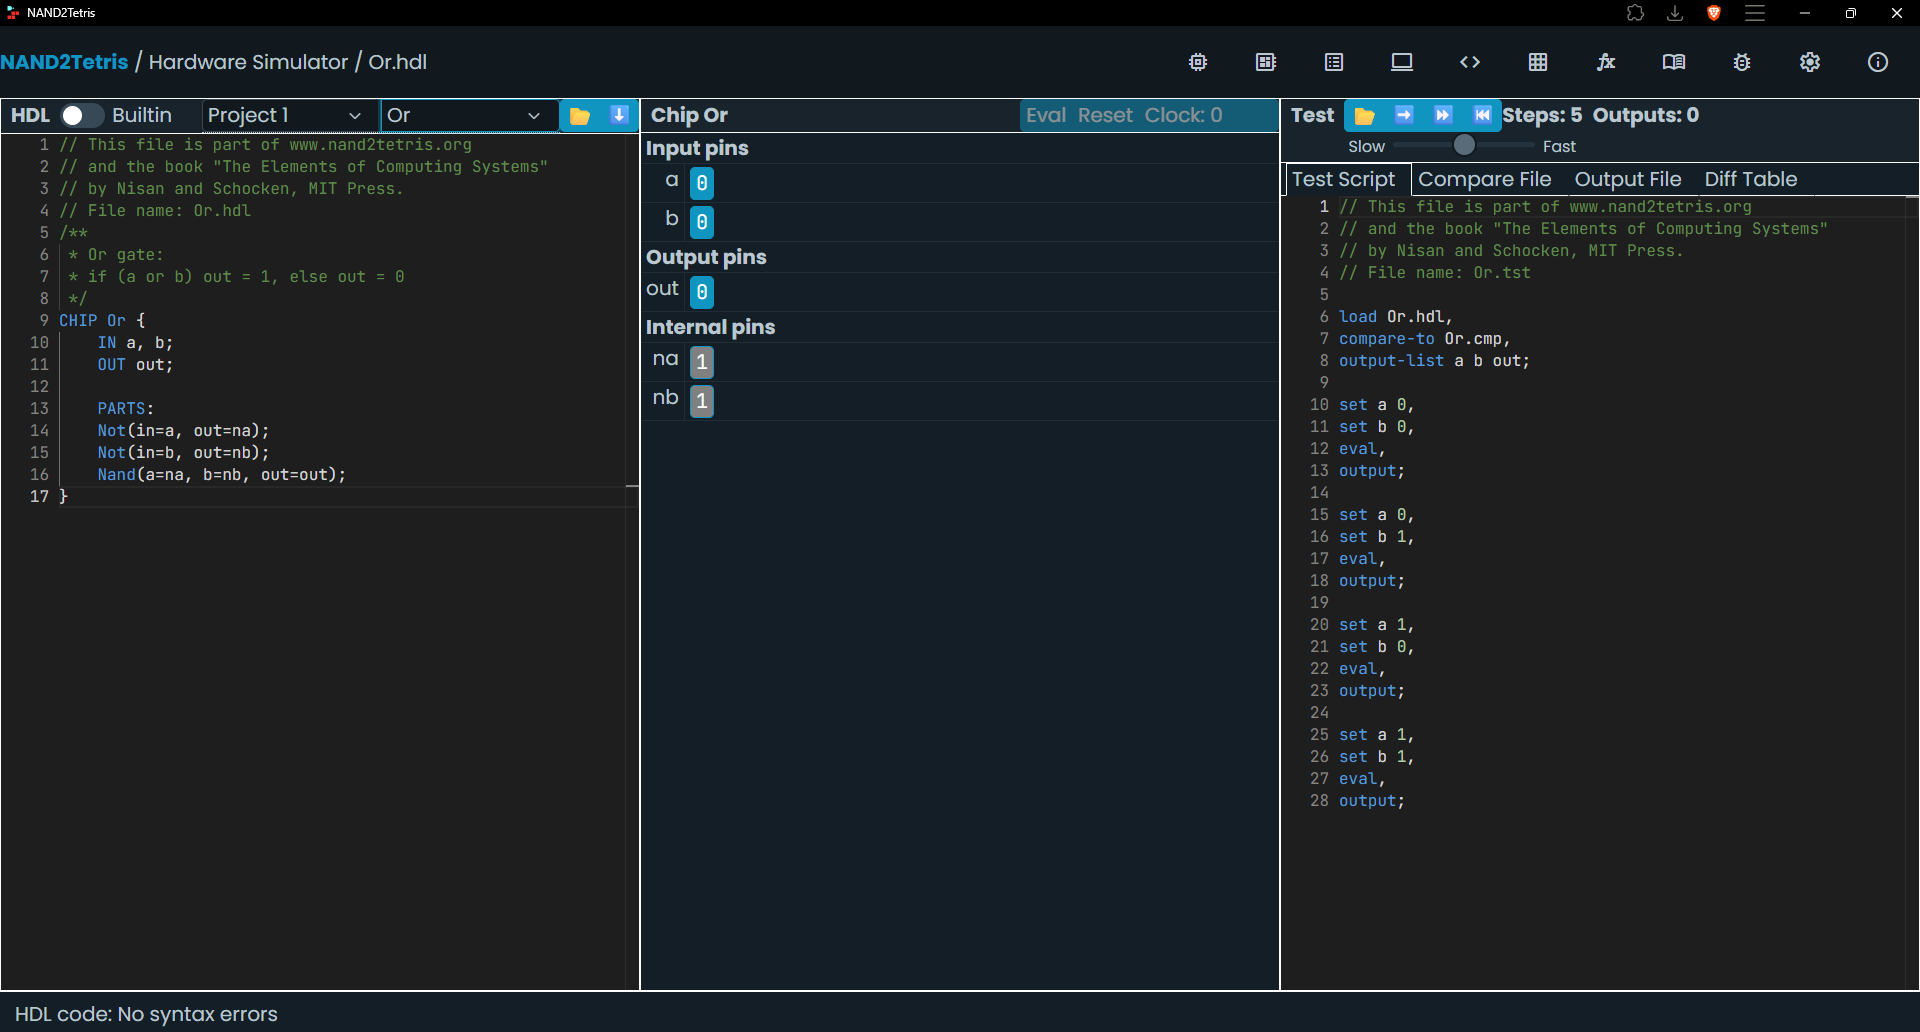 NAND2Tetris
NAND2Tetris / Hardware Simulator / Or.hdl
HDL Builtin Project 1 Or
1 // This file is part of www.nand2tetris.org
2 // and the book "The Elements of Computing Systems"
3 // by Nisan and Schocken, MIT Press.
4 // File name: Or.hdl
5 /**
6 * Or gate:
7 * if (a or b) out = 1, else out = 0
8 */
9 CHIP Or {
10 IN a, b;
11 OUT out;
12
13 PARTS:
14 Not(in=a, out=na);
15 Not(in=b, out=nb);
16 Nand(a=na, b=nb, out=out);
17 }
Chip Or Eval Reset Clock: 0
Input pins
a 0
b 0
Output pins
out 0
Internal pins
na 1
nb 1
Test Steps: 5 Outputs: 0
Slow Fast
Test Script Compare File Output File Diff Table
1 // This file is part of www.nand2tetris.org
2 // and the book "The Elements of Computing Systems"
3 // by Nisan and Schocken, MIT Press.
4 // File name: Or.tst
5
6 load Or.hdl,
7 compare-to Or.cmp,
8 output-list a b out;
9
10 set a 0,
11 set b 0,
12 eval,
13 output;
14
15 set a 0,
16 set b 1,
17 eval,
18 output;
19
20 set a 1,
21 set b 0,
22 eval,
23 output;
24
25 set a 1,
26 set b 1,
27 eval,
28 output;
HDL code: No syntax errors